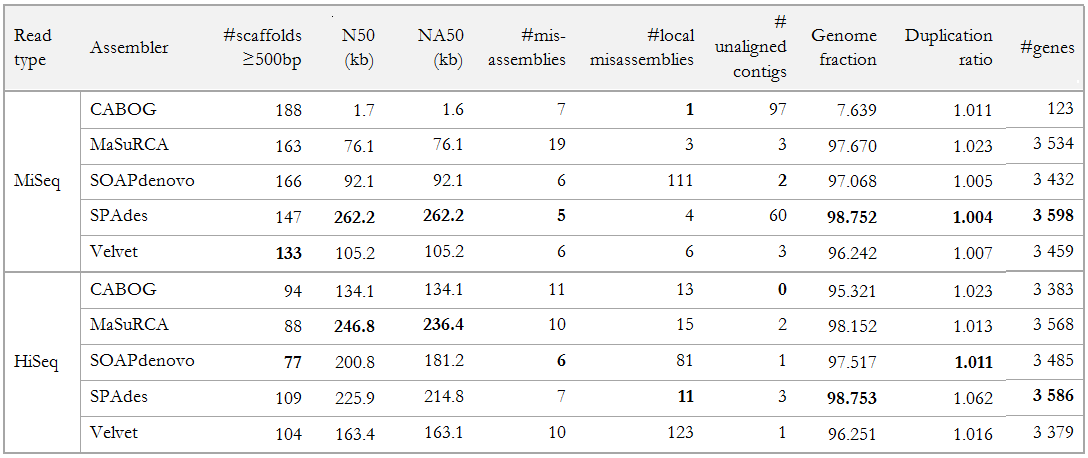 Read type | Assembler | #scaffolds ≥500bp | N50 (kb) | NA50 (kb) | #mis-assemblies | #local misassemblies | # unaligned contigs | Genome fraction | Duplication ratio | #genes
MiSeq | CABOG | 188 | 1.7 | 1.6 | 7 | 1 | 97 | 7.639 | 1.011 | 123
MaSuRCA | 163 | 76.1 | 76.1 | 19 | 3 | 3 | 97.670 | 1.023 | 3 534
SOAPdenovo | 166 | 92.1 | 92.1 | 6 | 111 | 2 | 97.068 | 1.005 | 3 432
SPAdes | 147 | 262.2 | 262.2 | 5 | 4 | 60 | 98.752 | 1.004 | 3 598
Velvet | 133 | 105.2 | 105.2 | 6 | 6 | 3 | 96.242 | 1.007 | 3 459
HiSeq | CABOG | 94 | 134.1 | 134.1 | 11 | 13 | 0 | 95.321 | 1.023 | 3 383
MaSuRCA | 88 | 246.8 | 236.4 | 10 | 15 | 2 | 98.152 | 1.013 | 3 568
SOAPdenovo | 77 | 200.8 | 181.2 | 6 | 81 | 1 | 97.517 | 1.011 | 3 485
SPAdes | 109 | 225.9 | 214.8 | 7 | 11 | 3 | 98.753 | 1.062 | 3 586
Velvet | 104 | 163.4 | 163.1 | 10 | 123 | 1 | 96.251 | 1.016 | 3 379